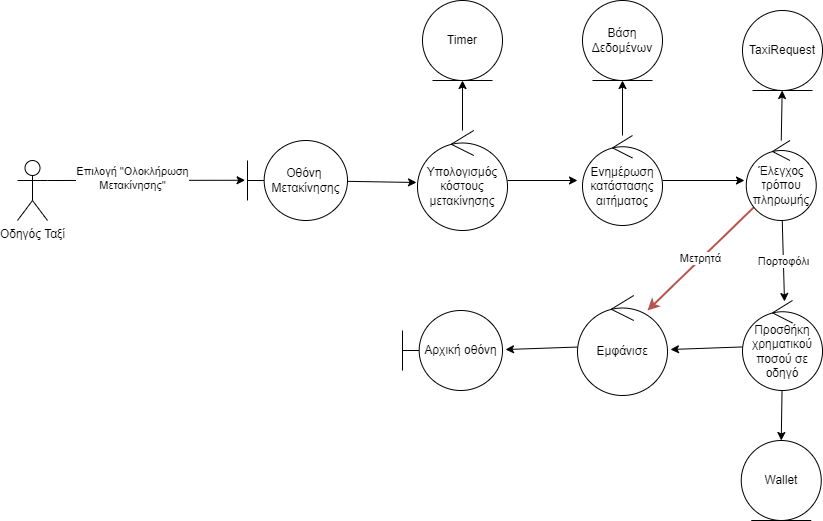 Timer
Βάση
Δεδομένων
TaxiRequest
Επιλογή "Ολοκλήρωση
Μετακίνησης"
Οδηγός Ταξί
Οθόνη
Μετακίνησης
Υπολογισμός
κόστους
μετακίνησης
Ενημέρωση
κατάστασης
αιτήματος
Έλεγχος
τρόπου
πληρωμής
Μετρητά
Πορτοφόλι
Αρχική οθόνη
Εμφάνισε
Προσθήκη
χρηματικού
ποσού σε
οδηγό
Wallet